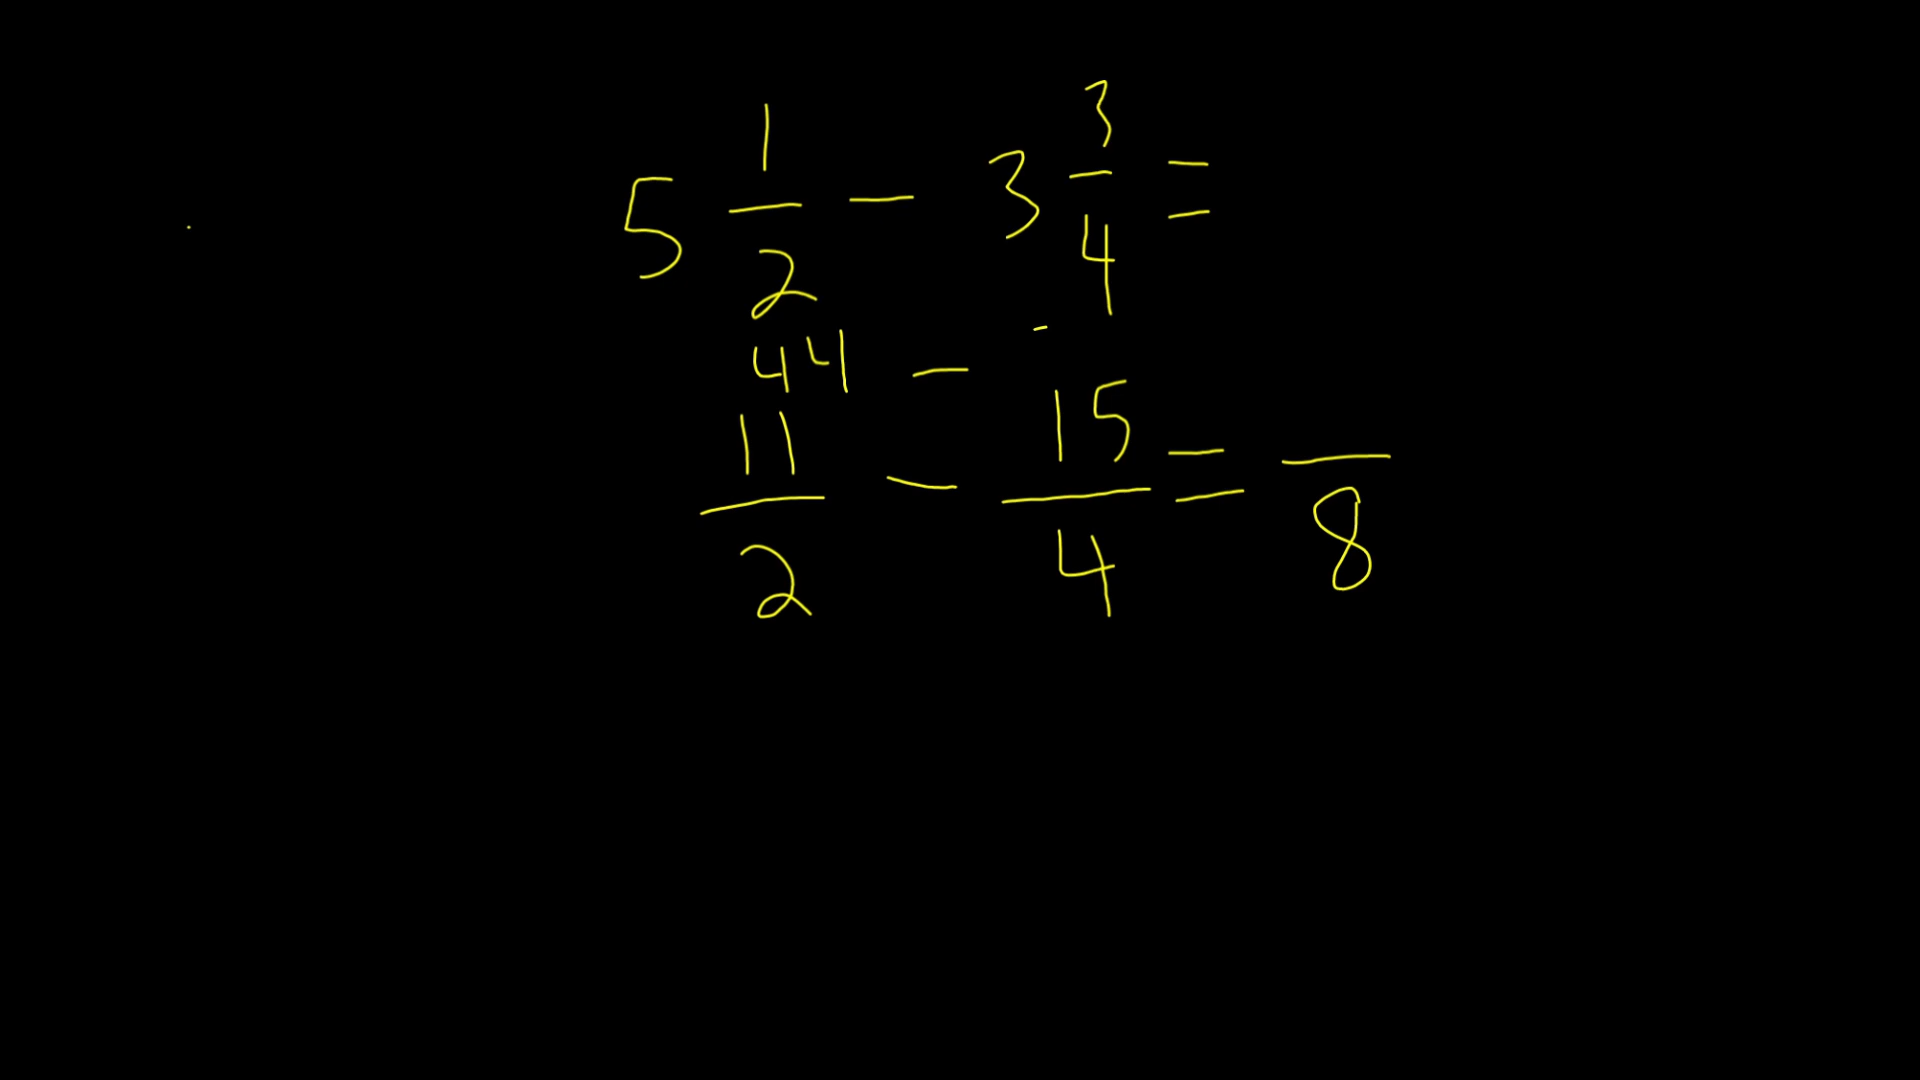 5 1/2 - 3 3/4 =
44 -
11/2 - 15/4 = /8